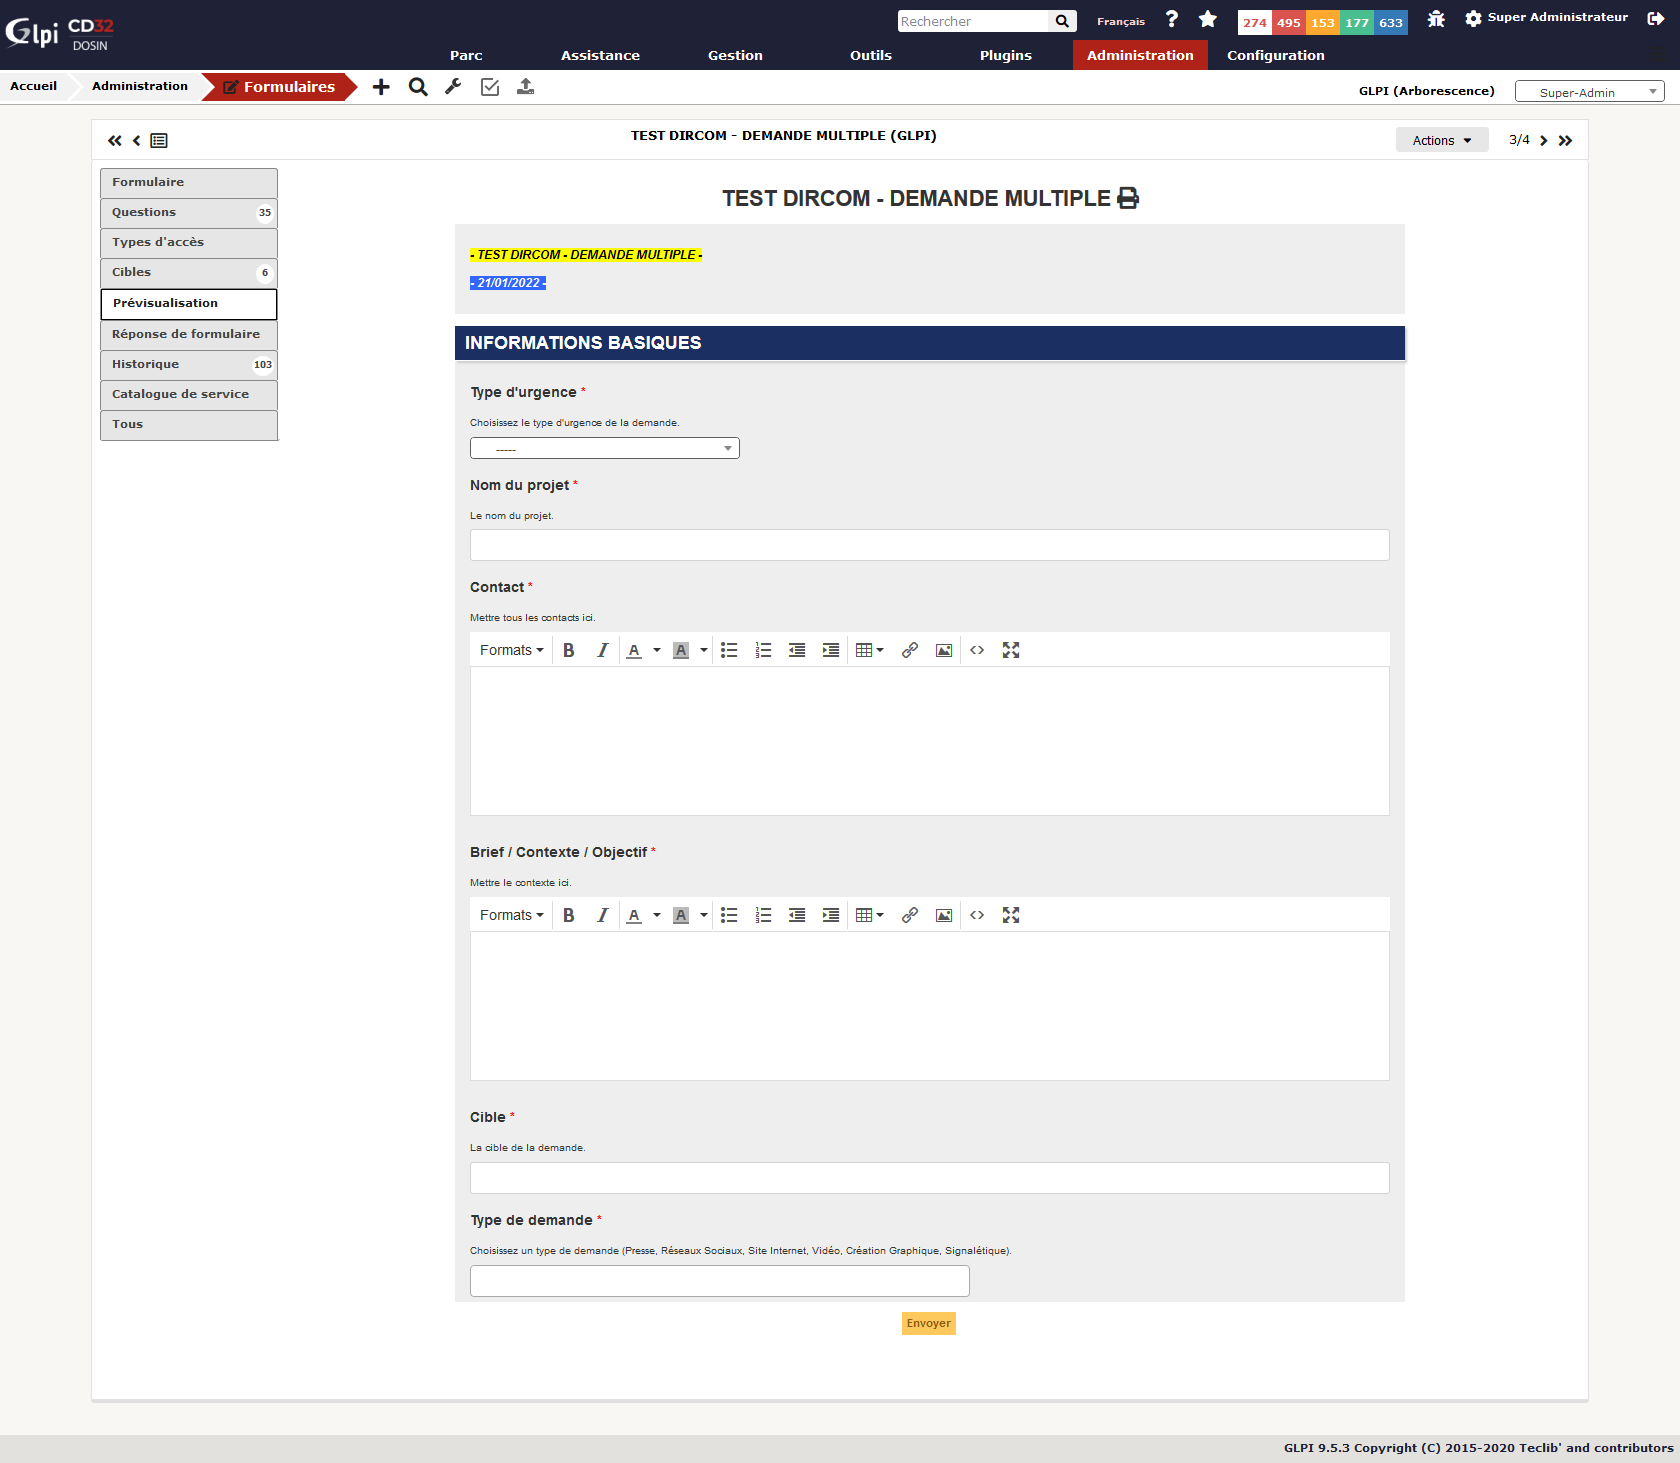 Glpi CD32 DOSIN
Rechercher
Français
274 495 153 177 633
Super Administrateur
Parc Assistance Gestion Outils Plugins Administration Configuration
Accueil Administration Formulaires
GLPI (Arborescence)
Super-Admin
TEST DIRCOM - DEMANDE MULTIPLE (GLPI)
Actions
3/4
Formulaire
Questions 35
Types d'accès
Cibles 6
Prévisualisation
Réponse de formulaire
Historique 103
Catalogue de service
Tous
TEST DIRCOM - DEMANDE MULTIPLE
- TEST DIRCOM - DEMANDE MULTIPLE -
- 21/01/2022 -
INFORMATIONS BASIQUES
Type d'urgence *
Choisissez le type d'urgence de la demande.
-----
Nom du projet *
Le nom du projet.
Contact *
Mettre tous les contacts ici.
Formats B I A A
Brief / Contexte / Objectif *
Mettre le contexte ici.
Formats B I A A
Cible *
La cible de la demande.
Type de demande *
Choisissez un type de demande (Presse, Réseaux Sociaux, Site Internet, Vidéo, Création Graphique, Signalétique).
Envoyer
GLPI 9.5.3 Copyright (C) 2015-2020 Teclib' and contributors